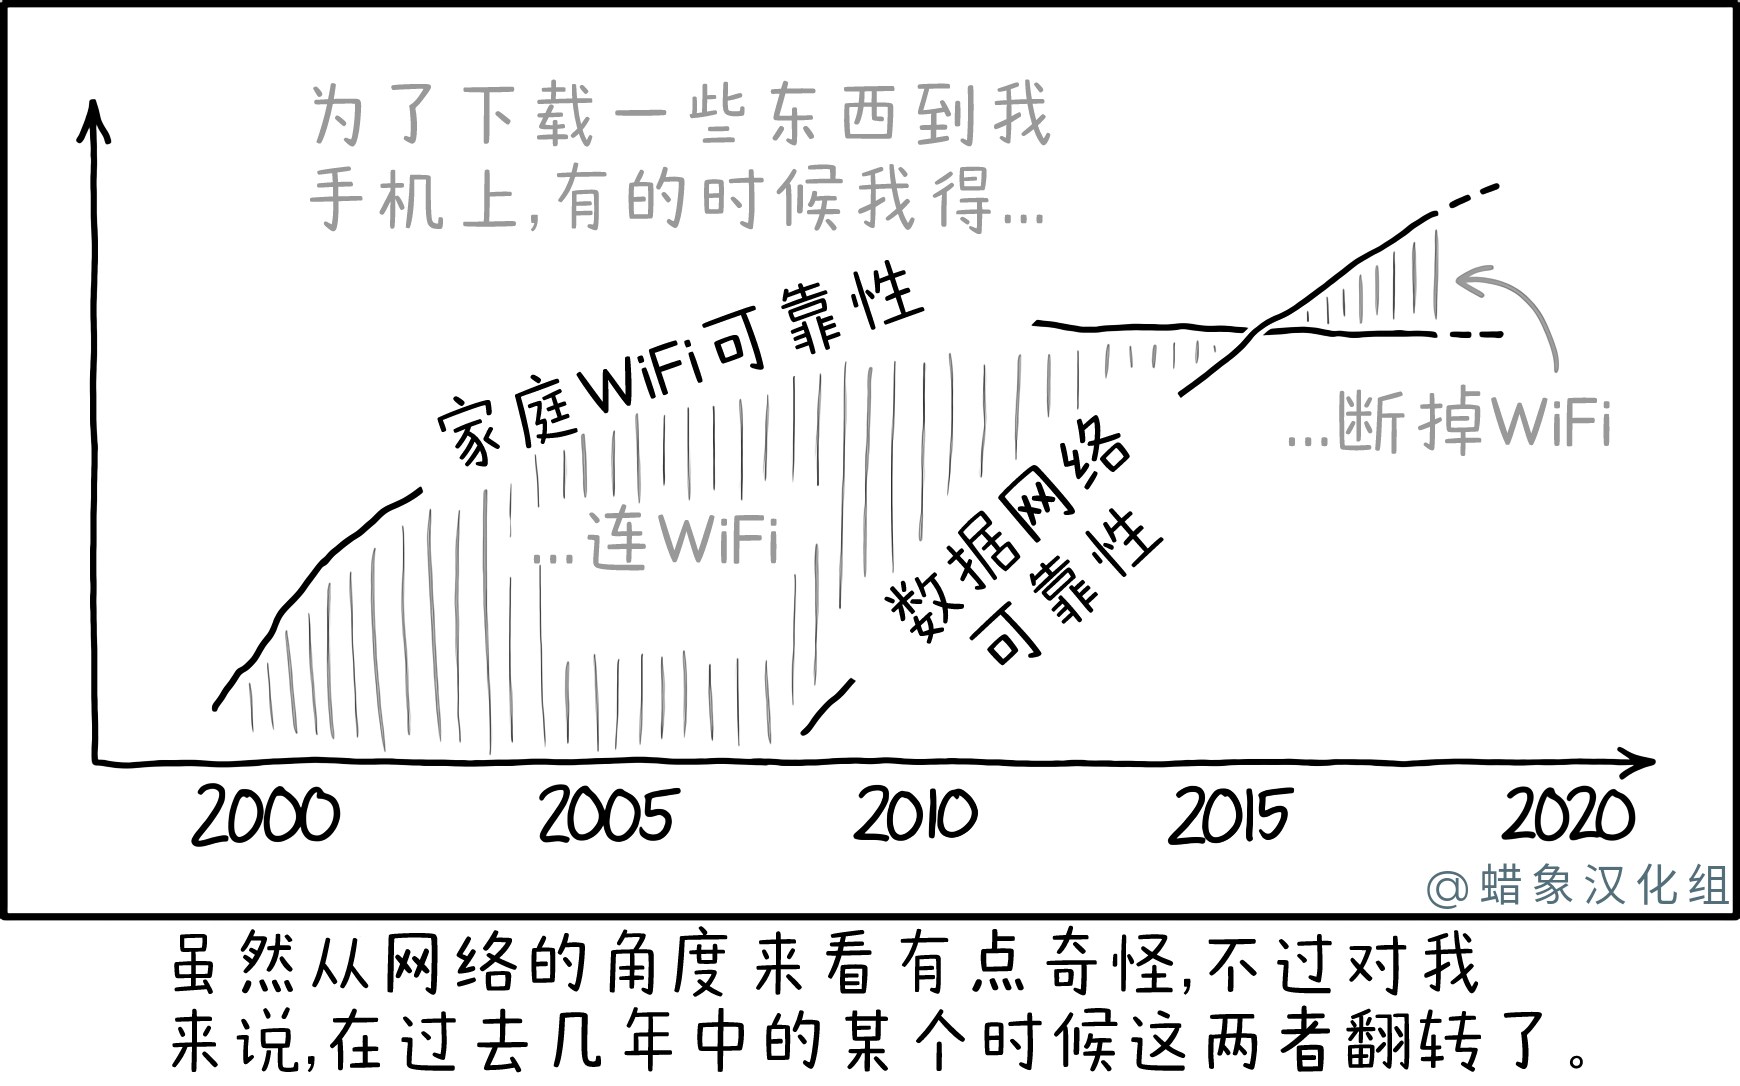 为了下载一些东西到我
手机上,有的时候我得...
家庭WiFi可靠性
...断掉WiFi
...连WiFi
数据网络
可靠性
2000 2005 2010 2015 2020
@蜡象汉化组
虽然从网络的角度来看有点奇怪,不过对我
来说,在过去几年中的某个时候这两者翻转了。